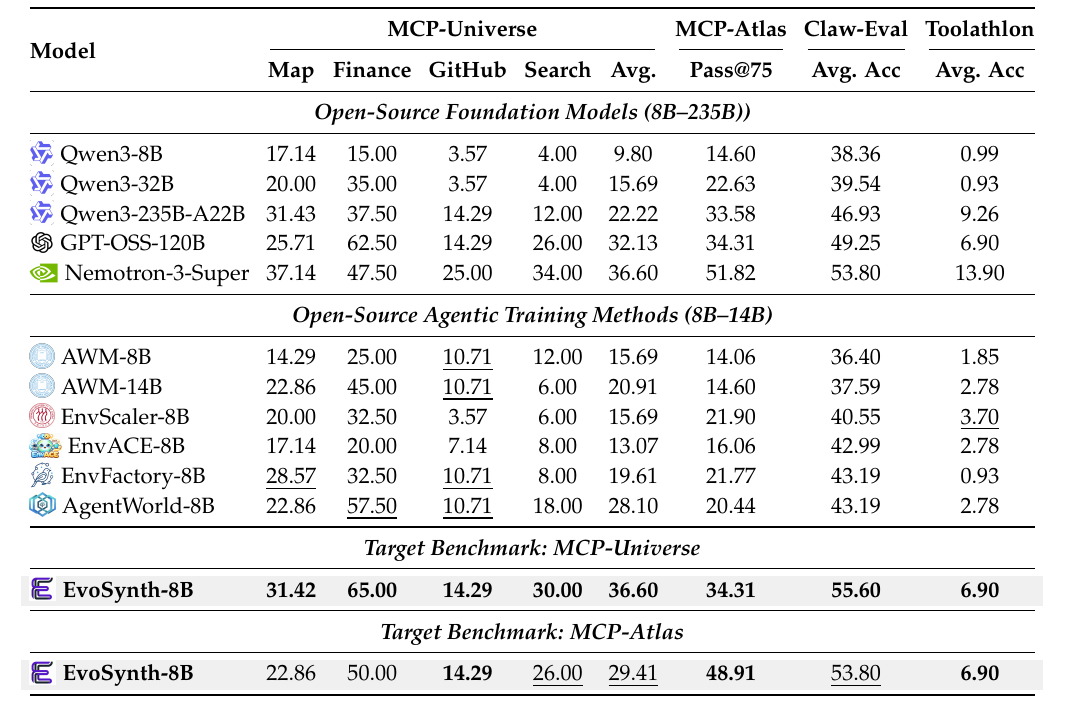 Model MCP-Universe MCP-Atlas Claw-Eval Toolathlon
Map Finance GitHub Search Avg. Pass@75 Avg. Acc Avg. Acc
Open-Source Foundation Models (8B–235B))
Qwen3-8B 17.14 15.00 3.57 4.00 9.80 14.60 38.36 0.99
Qwen3-32B 20.00 35.00 3.57 4.00 15.69 22.63 39.54 0.93
Qwen3-235B-A22B 31.43 37.50 14.29 12.00 22.22 33.58 46.93 9.26
GPT-OSS-120B 25.71 62.50 14.29 26.00 32.13 34.31 49.25 6.90
Nemotron-3-Super 37.14 47.50 25.00 34.00 36.60 51.82 53.80 13.90
Open-Source Agentic Training Methods (8B–14B)
AWM-8B 14.29 25.00 10.71 12.00 15.69 14.06 36.40 1.85
AWM-14B 22.86 45.00 10.71 6.00 20.91 14.60 37.59 2.78
EnvScaler-8B 20.00 32.50 3.57 6.00 15.69 21.90 40.55 3.70
EnvACE-8B 17.14 20.00 7.14 8.00 13.07 16.06 42.99 2.78
EnvFactory-8B 28.57 32.50 10.71 8.00 19.61 21.77 43.19 0.93
AgentWorld-8B 22.86 57.50 10.71 18.00 28.10 20.44 43.19 2.78
Target Benchmark: MCP-Universe
EvoSynth-8B 31.42 65.00 14.29 30.00 36.60 34.31 55.60 6.90
Target Benchmark: MCP-Atlas
EvoSynth-8B 22.86 50.00 14.29 26.00 29.41 48.91 53.80 6.90